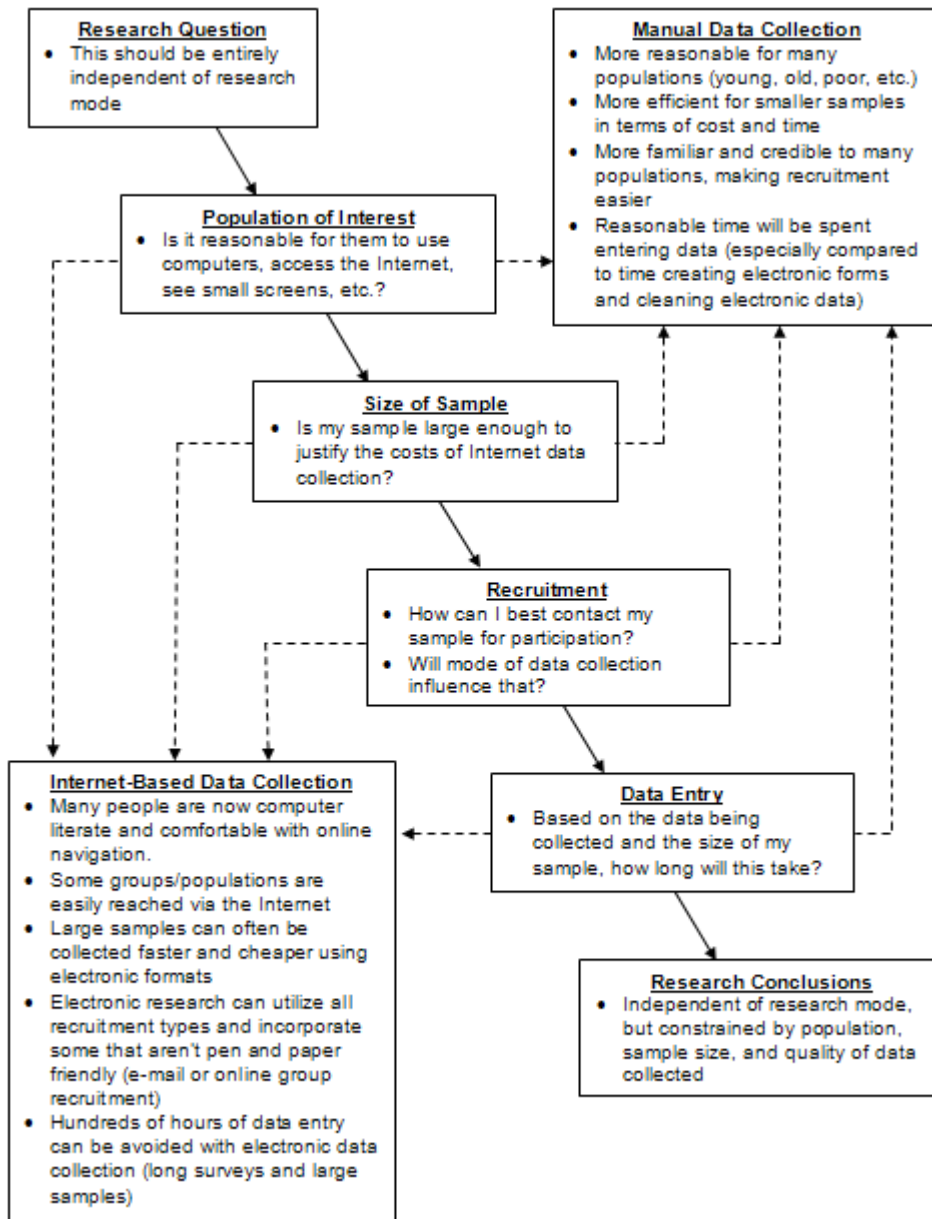 Research Question
• This should be entirely
independent of research
mode
Manual Data Collection
• More reasonable for many
populations (young, old, poor, etc.)
• More efficient for smaller samples
in terms of cost and time
• More familiar and credible to many
populations, making recruitment
easier
• Reasonable time will be spent
entering data (especially compared
to time creating electronic forms
and cleaning electronic data)
Population of Interest
• Is it reasonable for them to use
computers, access the Internet,
see small screens, etc.?
Size of Sample
• Is my sample large enough to
justify the costs of Internet data
collection?
Recruitment
• How can I best contact my
sample for participation?
• Will mode of data collection
influence that?
Internet-Based Data Collection
• Many people are now computer
literate and comfortable with online
navigation.
• Some groups/populations are
easily reached via the Internet
• Large samples can often be
collected faster and cheaper using
electronic formats
• Electronic research can utilize all
recruitment types and incorporate
some that aren't pen and paper
friendly (e-mail or online group
recruitment)
• Hundreds of hours of data entry
can be avoided with electronic data
collection (long surveys and large
samples)
Data Entry
• Based on the data being
collected and the size of my
sample, how long will this take?
Research Conclusions
• Independent of research mode,
but constrained by population,
sample size, and quality of data
collected